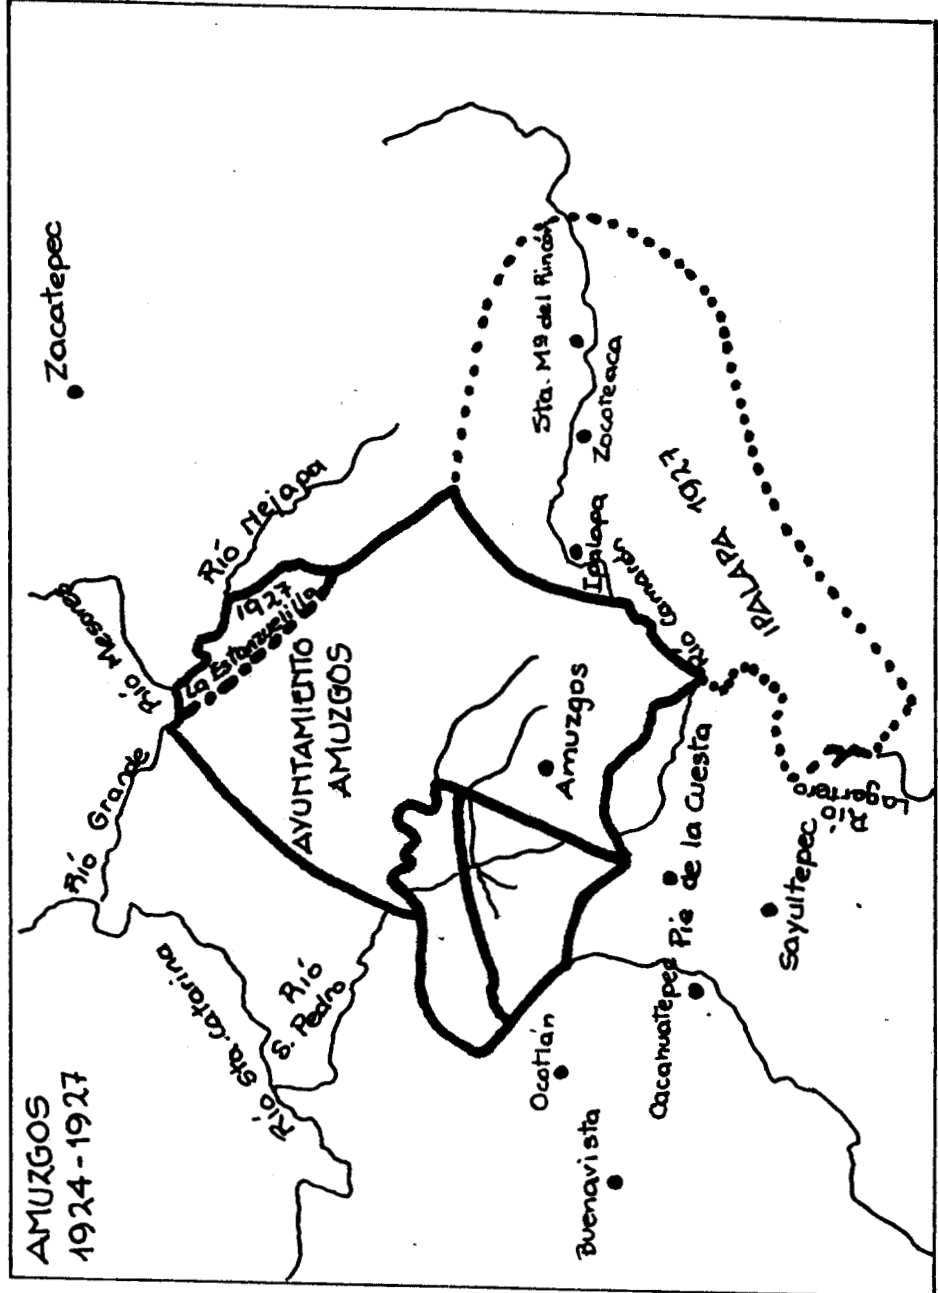 AMUZGOS
1924-1927
Zacatepec
Río Mesones
Río Grande
Río Mejapa
1927
La Estanzuelilla
Río Sta. Catarina
Río
S. Pedro
AYUNTAMIENTO
AMUZGOS
Amuzgos
Sta. Mª del Rincón
Zocoteaca
Ipalapa
Río Camarón
IPALAPA 1927
Ocotlán
Buenavista
Cacahuatepec
Pie de la Cuesta
Sayultepec
Río
Lagartero